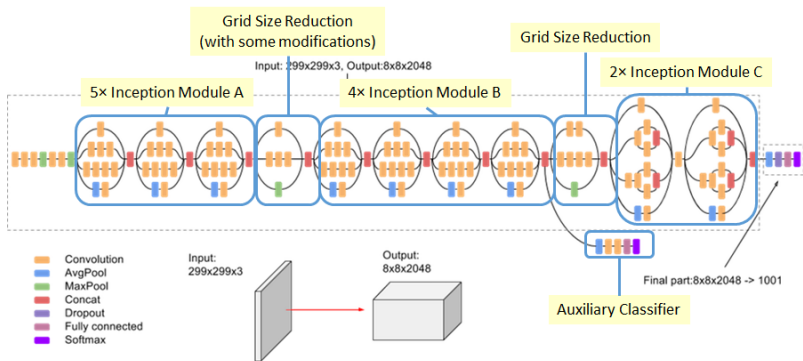 Grid Size Reduction
(with some modifications)
Grid Size Reduction
Input: 299x299x3, Output:8x8x2048
5× Inception Module A
4× Inception Module B
2× Inception Module C
Convolution
AvgPool
MaxPool
Concat
Dropout
Fully connected
Softmax
Input:
299x299x3
Output:
8x8x2048
Final part:8x8x2048 -> 1001
Auxiliary Classifier